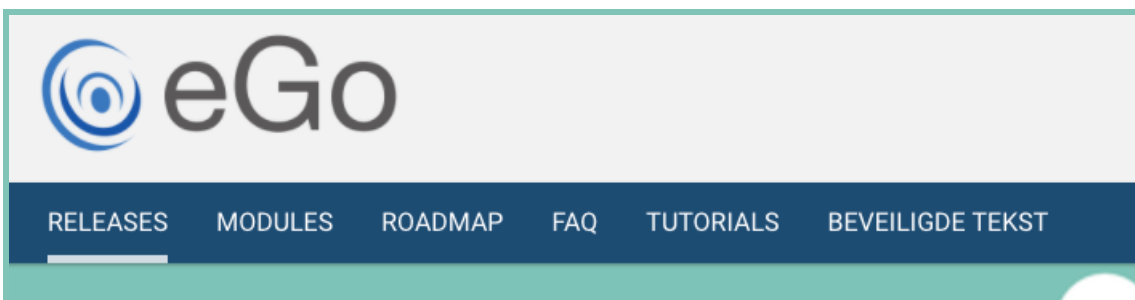 eGo
RELEASES MODULES ROADMAP FAQ TUTORIALS BEVEILIGDE TEKST